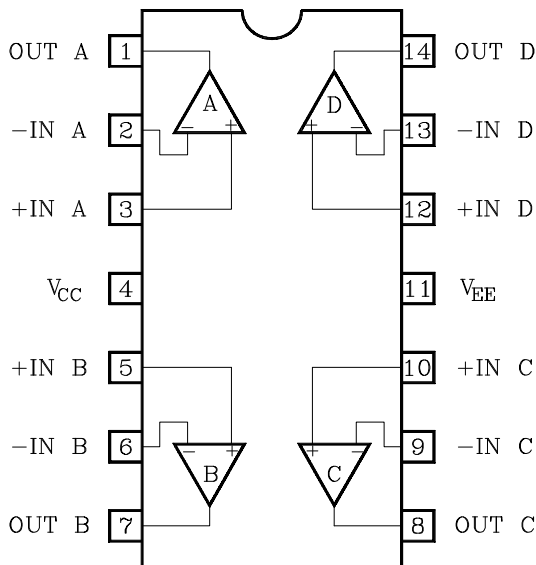 OUT A 1 14 OUT D
A D
−IN A 2 − + + − 13 −IN D
+IN A 3 12 +IN D
VCC 4 11 VEE
+IN B 5 10 +IN C
−IN B 6 − + + − 9 −IN C
B C
OUT B 7 8 OUT C